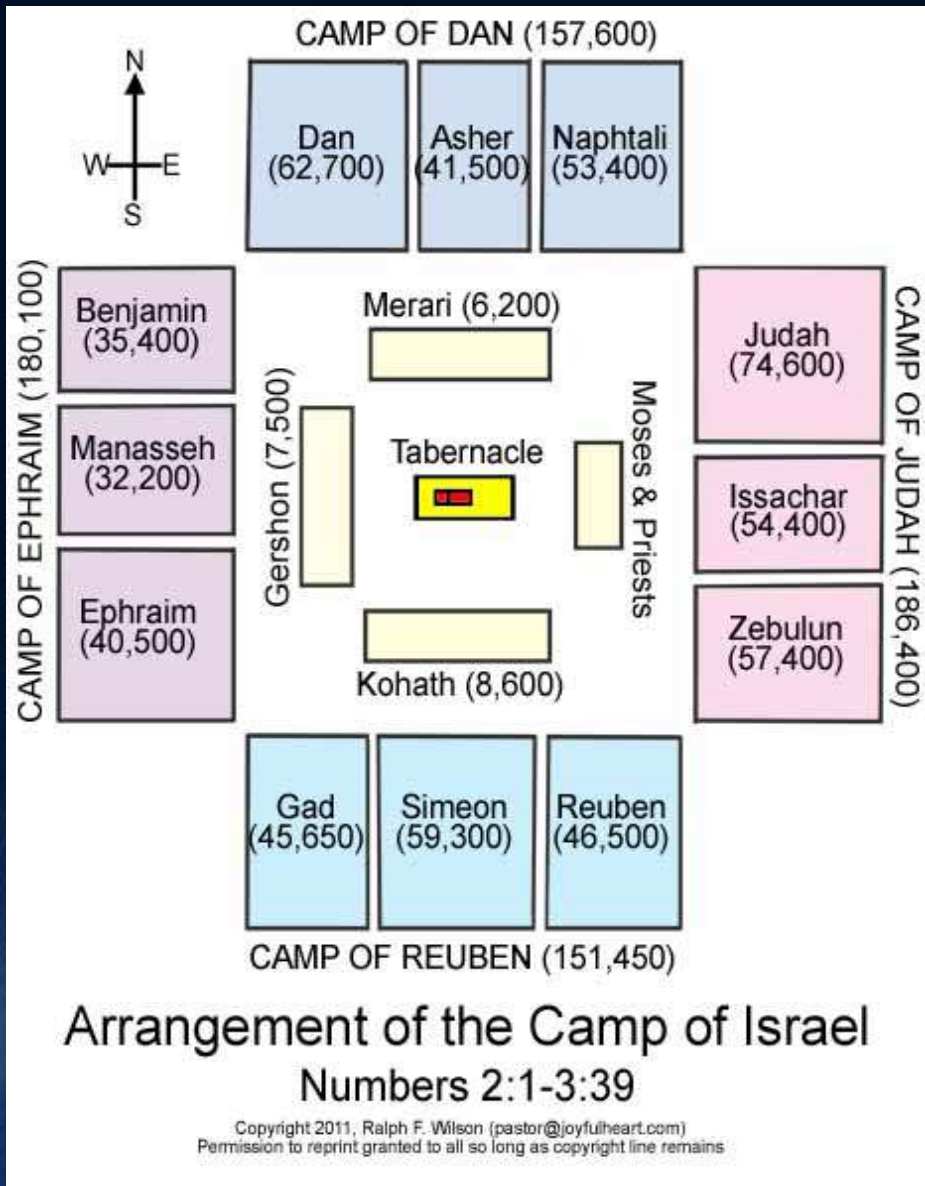 CAMP OF DAN (157,600)
N
W
E
S
Dan
(62,700)
Asher
(41,500)
Naphtali
(53,400)
CAMP OF EPHRAIM (180,100)
Benjamin
(35,400)
Manasseh
(32,200)
Ephraim
(40,500)
Merari (6,200)
Gershon (7,500)
Tabernacle
Moses & Priests
Kohath (8,600)
Judah
(74,600)
Issachar
(54,400)
Zebulun
(57,400)
CAMP OF JUDAH (186,400)
Gad
(45,650)
Simeon
(59,300)
Reuben
(46,500)
CAMP OF REUBEN (151,450)
Arrangement of the Camp of Israel
Numbers 2:1-3:39
Copyright 2011, Ralph F. Wilson (pastor@joyfulheart.com)
Permission to reprint granted to all so long as copyright line remains